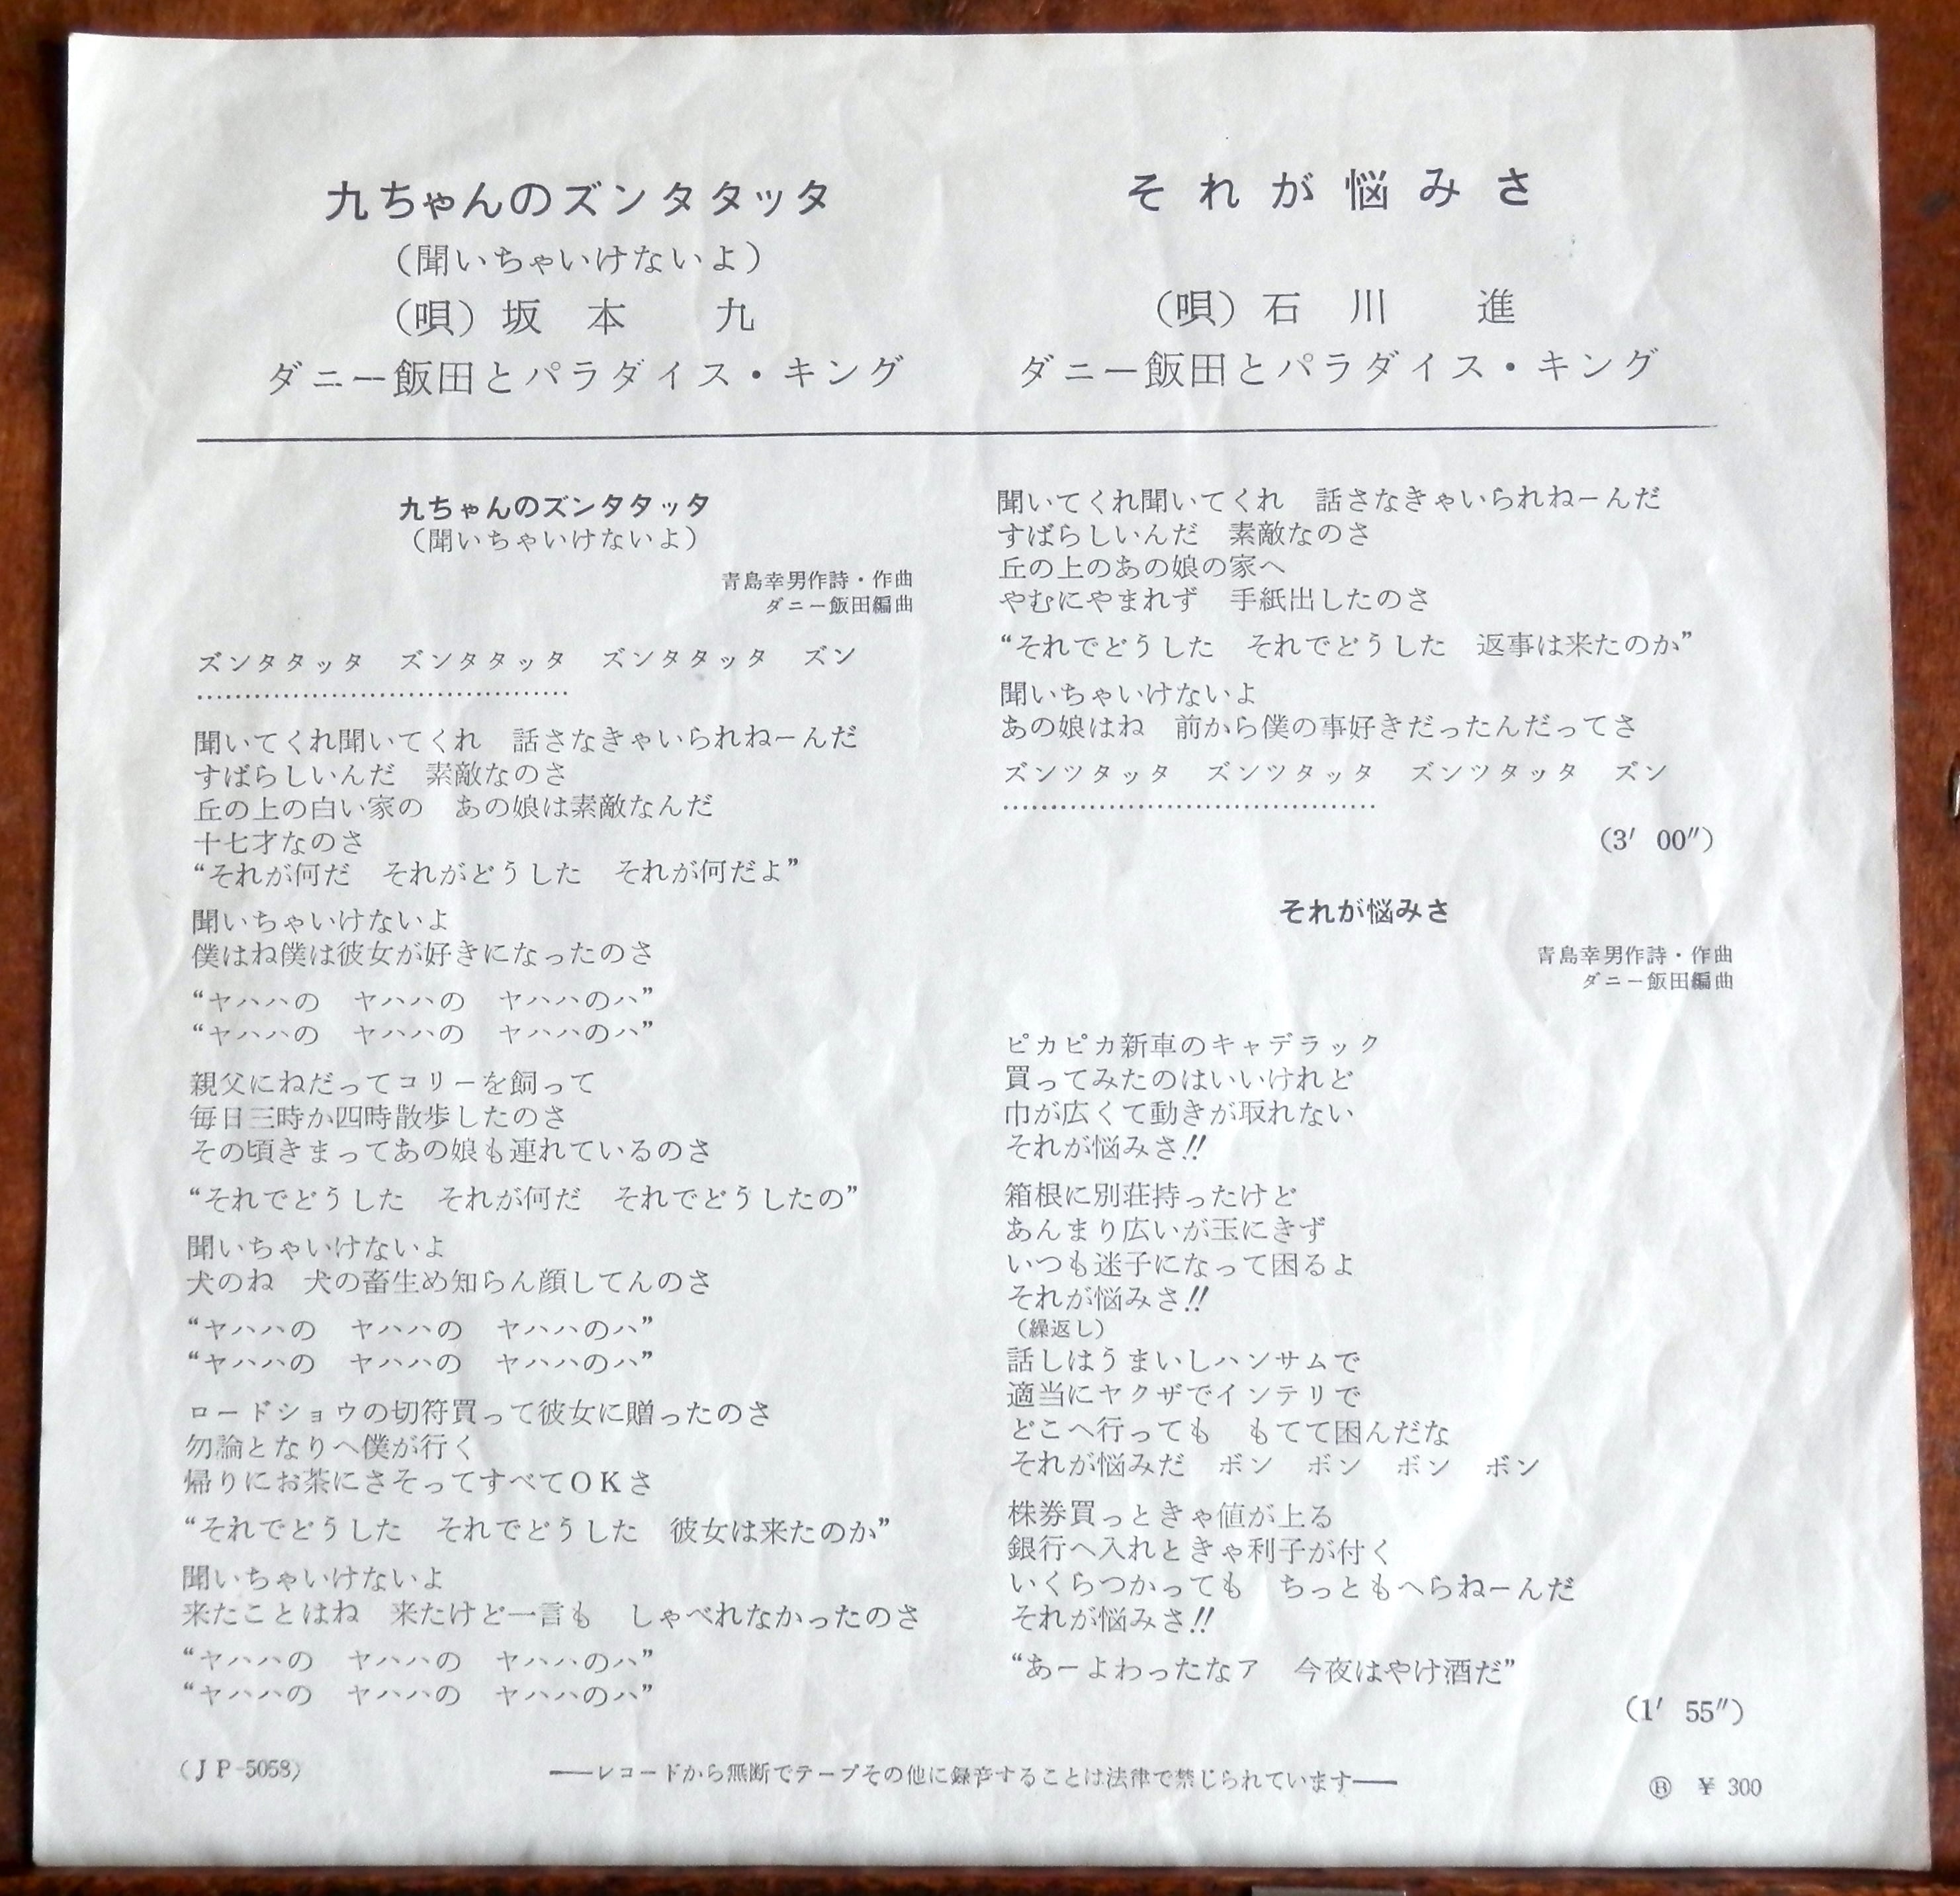 九ちゃんのズンタタッタ
(聞いちゃいけないよ)
(唄) 坂　本　　九
ダニー飯田とパラダイス・キング
それが悩みさ
(唄) 石　川　　進
ダニー飯田とパラダイス・キング
九ちゃんのズンタタッタ
(聞いちゃいけないよ)
青島幸男作詩・作曲
ダニー飯田編曲
ズンタタッタ　ズンタタッタ　ズンタタッタ　ズン
……………………………………
聞いてくれ聞いてくれ　話さなきゃいられねーんだ
すばらしいんだ　素敵なのさ
丘の上の白い家の　あの娘は素敵なんだ
十七才なのさ
“それが何だ　それがどうした　それが何だよ”
聞いちゃいけないよ
僕はね僕は彼女が好きになったのさ
“ヤハハの　ヤハハの　ヤハハのハ”
“ヤハハの　ヤハハの　ヤハハのハ”
親父にねだってコリーを飼って
毎日三時か四時散歩したのさ
その頃きまってあの娘も連れているのさ
“それでどうした　それが何だ　それでどうしたの”
聞いちゃいけないよ
犬のね　犬の畜生め知らん顔してんのさ
“ヤハハの　ヤハハの　ヤハハのハ”
“ヤハハの　ヤハハの　ヤハハのハ”
ロードショウの切符買って彼女に贈ったのさ
勿論となりへ僕が行く
帰りにお茶にさそってすべてOKさ
“それでどうした　それでどうした　彼女は来たのか”
聞いちゃいけないよ
来たことはね　来たけど一言も　しゃべれなかったのさ
“ヤハハの　ヤハハの　ヤハハのハ”
“ヤハハの　ヤハハの　ヤハハのハ”
聞いてくれ聞いてくれ　話さなきゃいられねーんだ
すばらしいんだ　素敵なのさ
丘の上のあの娘の家へ
やむにやまれず　手紙出したのさ
“それでどうした　それでどうした　返事は来たのか”
聞いちゃいけないよ
あの娘はね　前から僕の事好きだったんだってさ
ズンツタッタ　ズンツタッタ　ズンツタッタ　ズン
……………………………………
(3′ 00″)
それが悩みさ
青島幸男作詩・作曲
ダニー飯田編曲
ピカピカ新車のキャデラック
買ってみたのはいいけれど
巾が広くて動きが取れない
それが悩みさ!!
箱根に別荘持ったけど
あんまり広いが玉にきず
いつも迷子になって困るよ
それが悩みさ!!
(繰返し)
話しはうまいしハンサムで
適当にヤクザでインテリで
どこへ行っても　もてて困んだな
それが悩みだ　ボン　ボン　ボン　ボン
株券買っときゃ値が上る
銀行へ入れときゃ利子が付く
いくらつかっても　ちっともへらねーんだ
それが悩みさ!!
“あーよわったなア　今夜はやけ酒だ”
(1′ 55″)
(JP-5058)
──レコードから無断でテープその他に録音することは法律で禁じられています──
Ⓑ ￥300